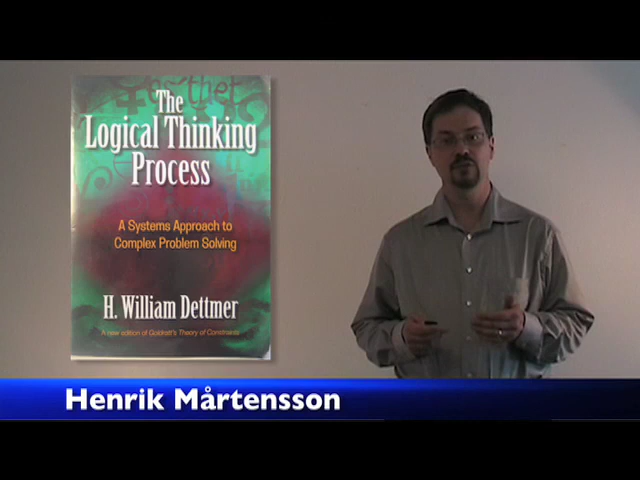 The
Logical Thinking
Process
A Systems Approach to
Complex Problem Solving
H. William Dettmer
A new edition of Goldratt's Theory of Constraints
Henrik Mårtensson